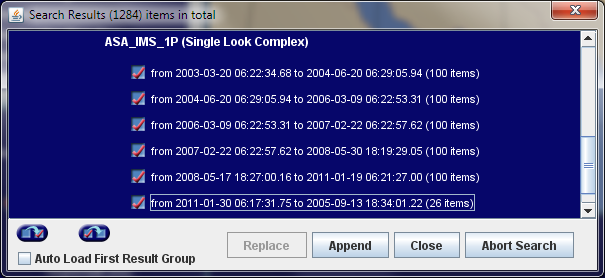 Search Results (1284) items in total
ASA_IMS_1P (Single Look Complex)
from 2003-03-20 06:22:34.68 to 2004-06-20 06:29:05.94 (100 items)
from 2004-06-20 06:29:05.94 to 2006-03-09 06:22:53.31 (100 items)
from 2006-03-09 06:22:53.31 to 2007-02-22 06:22:57.62 (100 items)
from 2007-02-22 06:22:57.62 to 2008-05-30 18:19:29.05 (100 items)
from 2008-05-17 18:27:00.16 to 2011-01-19 06:21:27.00 (100 items)
from 2011-01-30 06:17:31.75 to 2005-09-13 18:34:01.22 (26 items)
Replace Append Close Abort Search
Auto Load First Result Group